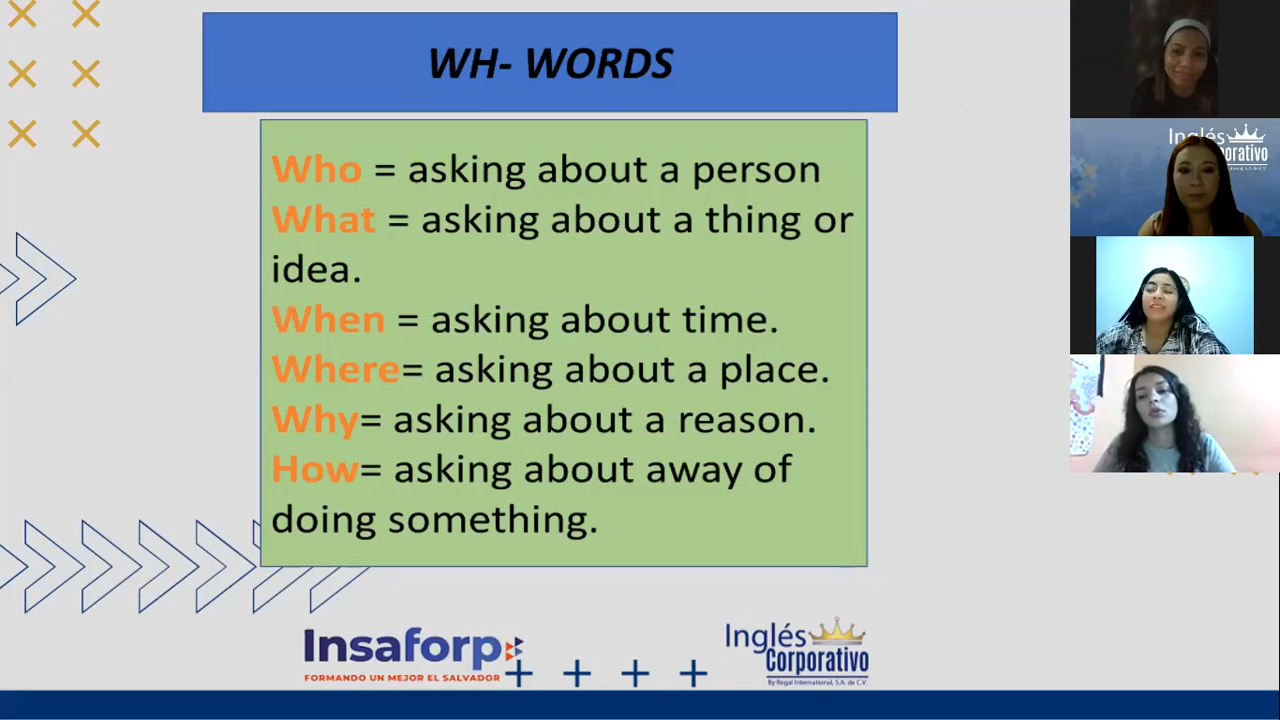 WH- WORDS
Who = asking about a person
What = asking about a thing or
idea.
When = asking about time.
Where= asking about a place.
Why= asking about a reason.
How= asking about away of
doing something.
Insaforp
FORMANDO UN MEJOR EL SALVADOR
Inglés
Corporativo
By Regal International, S.A. de C.V.
Inglés
orporativo